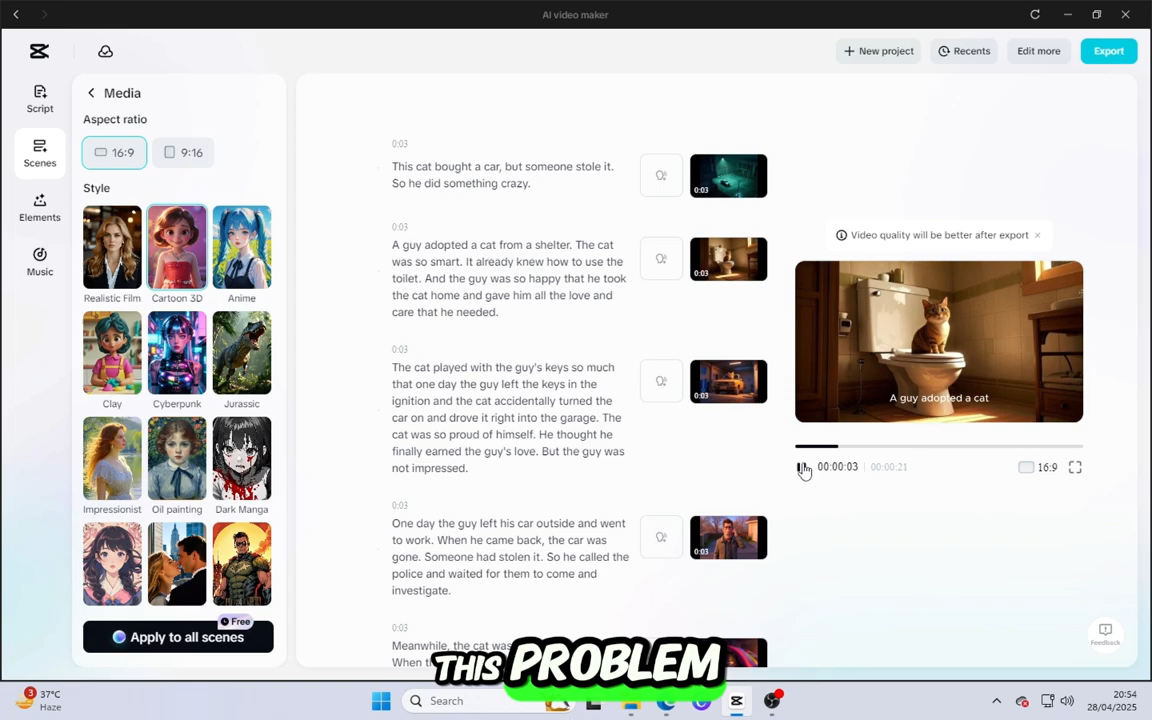 AI video maker
New project
Recents
Edit more
Export
Script
Scenes
Elements
Music
Media
Aspect ratio
16:9
9:16
Style
Realistic Film
Cartoon 3D
Anime
Clay
Cyberpunk
Jurassic
Impressionist
Oil painting
Dark Manga
Free
Apply to all scenes
0:03
This cat bought a car, but someone stole it.
So he did something crazy.
0:03
0:03
A guy adopted a cat from a shelter. The cat
was so smart. It already knew how to use the
toilet. And the guy was so happy that he took
the cat home and gave him all the love and
care that he needed.
0:03
0:03
The cat played with the guy's keys so much
that one day the guy left the keys in the
ignition and the cat accidentally turned the
car on and drove it right into the garage. The
cat was so proud of himself. He thought he
finally earned the guy's love. But the guy was
not impressed.
0:03
0:03
One day the guy left his car outside and went
to work. When he came back, the car was
gone. Someone had stolen it. So he called the
police and waited for them to come and
investigate.
0:03
0:03
Meanwhile, the cat was
When
Video quality will be better after export
A guy adopted a cat
00:00:03
00:00:21
16:9
Feedback
THIS PROBLEM
3
37°C
Haze
Search
20:54
28/04/2025